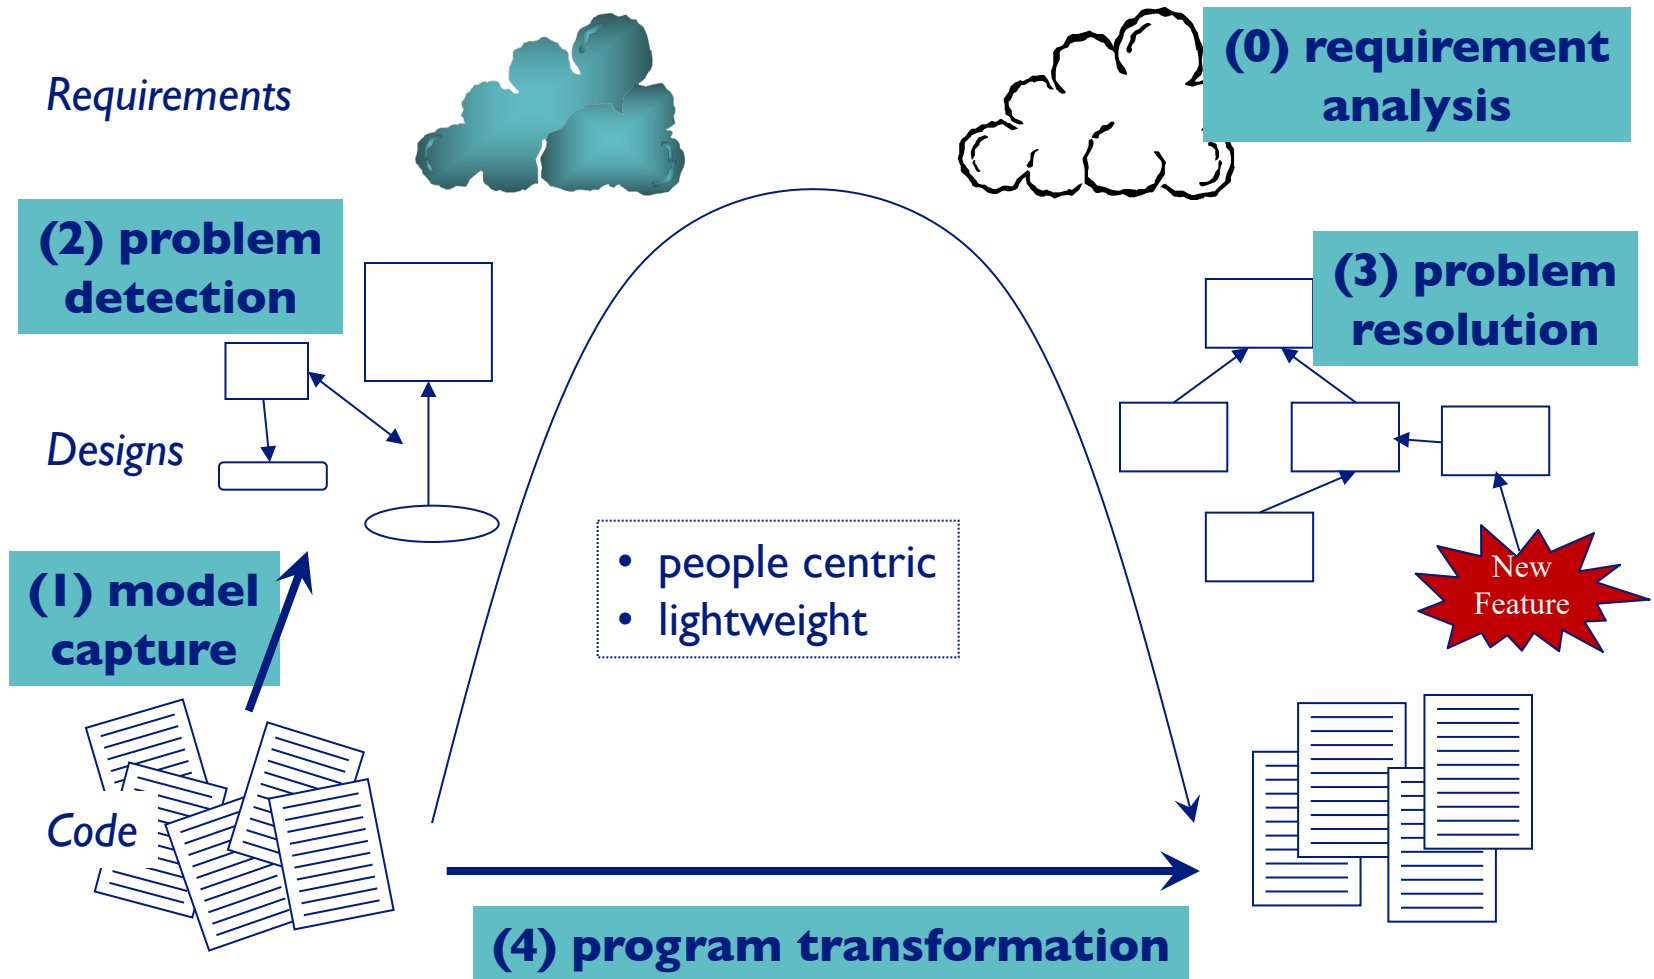 (0) requirement
analysis
Requirements
(2) problem
detection
(3) problem
resolution
Designs
• people centric
• lightweight
New
Feature
(1) model
capture
Code
(4) program transformation